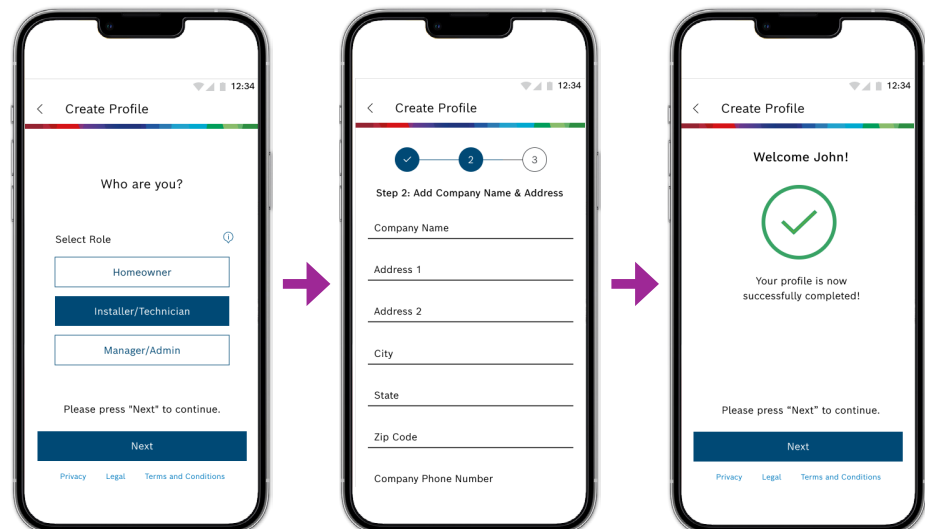 12:34
Create Profile
Who are you?
Select Role
Homeowner
Installer/Technician
Manager/Admin
Please press "Next" to continue.
Next
Privacy Legal Terms and Conditions
12:34
Create Profile
2 3
Step 2: Add Company Name & Address
Company Name
Address 1
Address 2
City
State
Zip Code
Company Phone Number
12:34
Create Profile
Welcome John!
Your profile is now
successfully completed!
Please press "Next” to continue.
Next
Privacy Legal Terms and Conditions